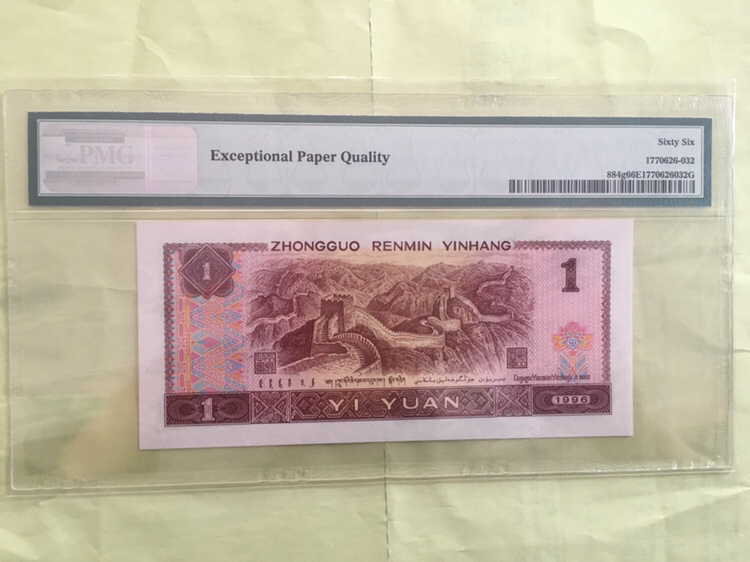 PMG
Exceptional Paper Quality
Sixty Six
1770626-032
884g66E1770626032G
ZHONGGUO RENMIN YINHANG
1
1
1
YI YUAN
1996